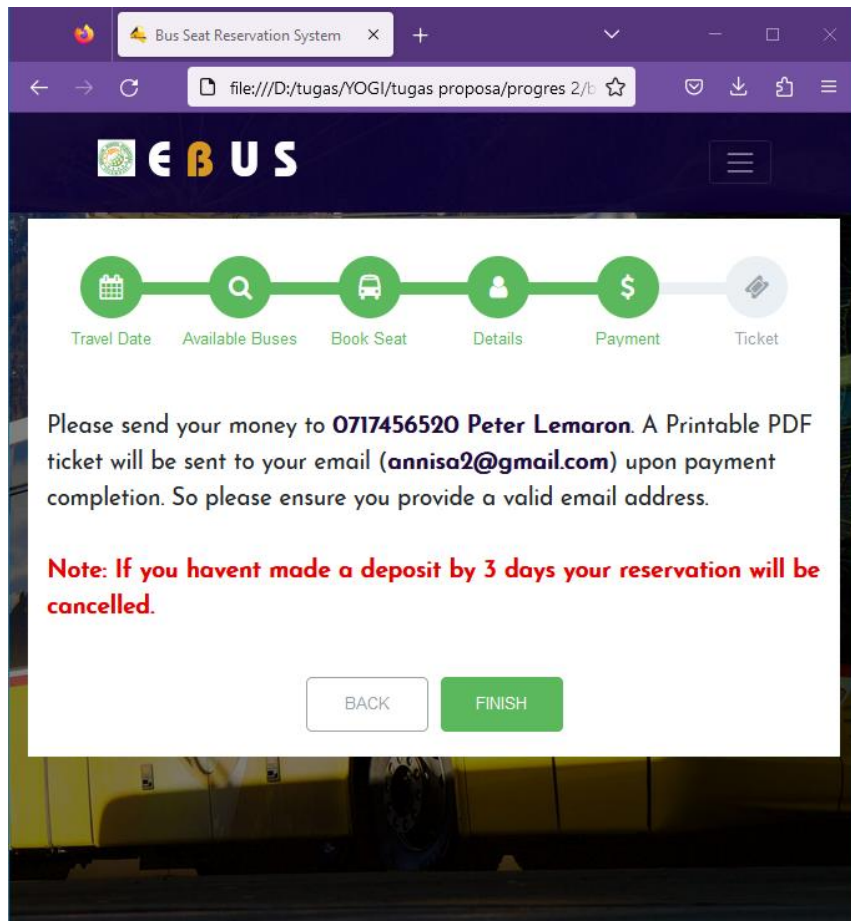 Bus Seat Reservation System
file:///D:/tugas/YOGI/tugas proposa/progres 2/b
EBUS
Travel Date Available Buses Book Seat Details Payment Ticket
Please send your money to 0717456520 Peter Lemaron. A Printable PDF
ticket will be sent to your email (annisa2@gmail.com) upon payment
completion. So please ensure you provide a valid email address.
Note: If you havent made a deposit by 3 days your reservation will be
cancelled.
BACK FINISH